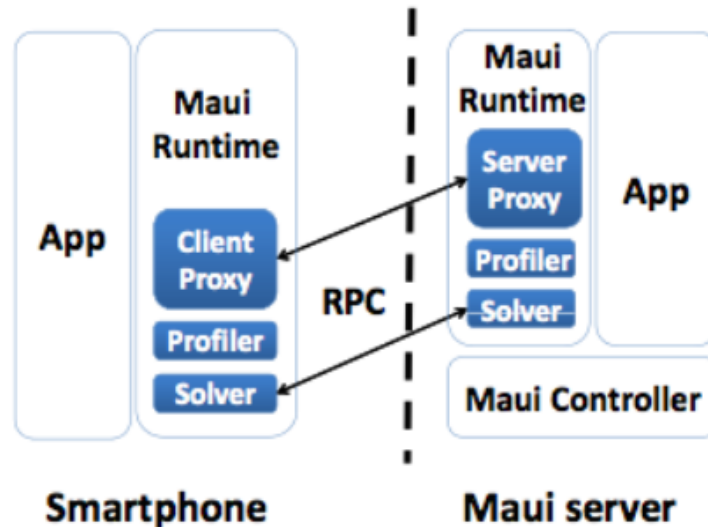 App
Maui
Runtime
Client
Proxy
Profiler
Solver
RPC
Maui
Runtime
Server
Proxy
Profiler
Solver
App
Maui Controller
Smartphone
Maui server